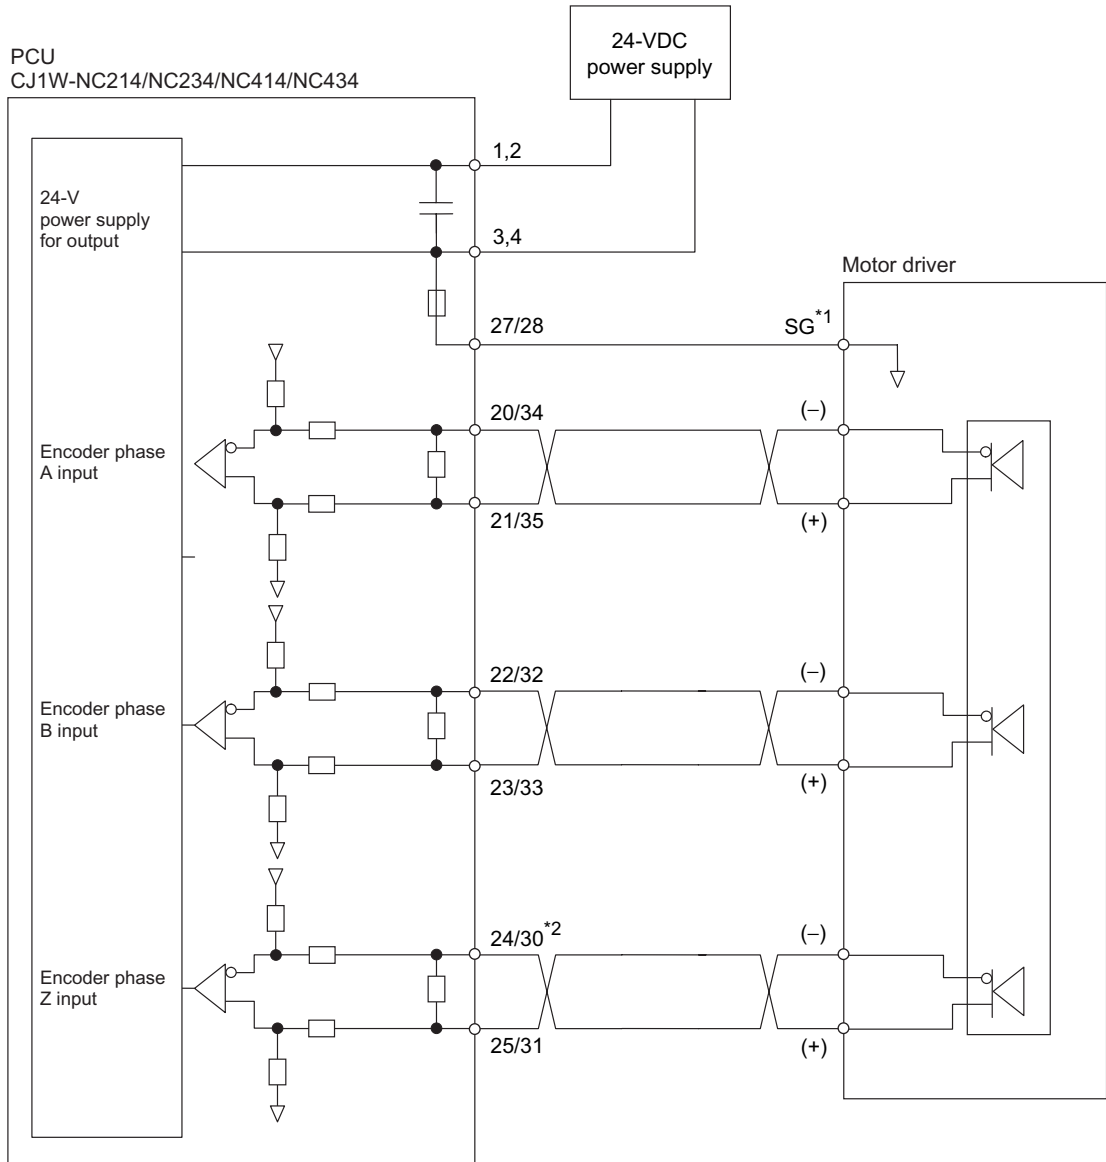 PCU
CJ1W-NC214/NC234/NC414/NC434
24-VDC
power supply
1,2
24-V
power supply
for output
3,4
Motor driver
27/28
SG*1
20/34
(−)
Encoder phase
A input
21/35
(+)
22/32
(−)
Encoder phase
B input
23/33
(+)
24/30*2
(−)
Encoder phase
Z input
25/31
(+)